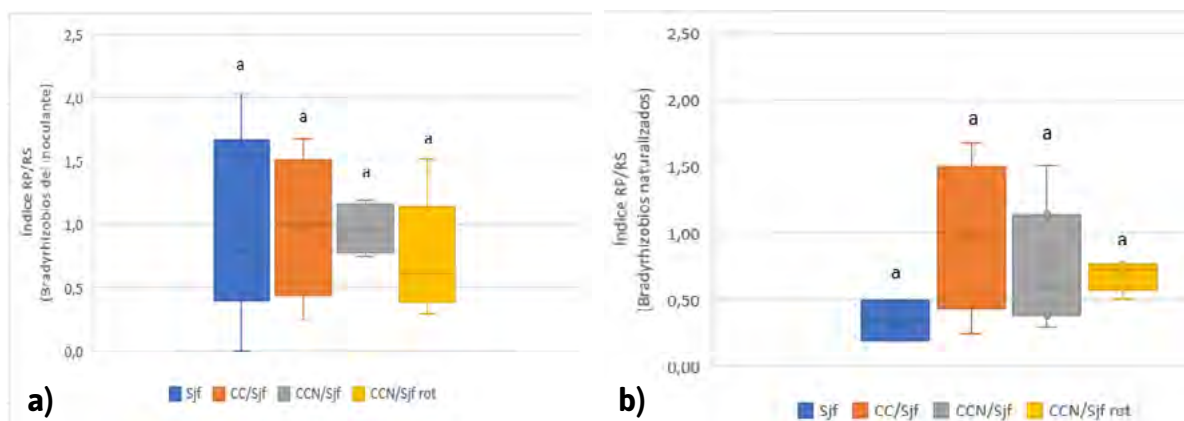 2,5
2,0
1,5
1,0
0,5
0,0
Índice RP/RS
(Bradyrhizobios del inoculante)
a
a
a
a
Sjf CC/Sjf CCN/Sjf CCN/Sjf rot
a)
2,50
2,00
1,50
1,00
0,50
0,00
Índice RP/RS
(Bradyrhizobios naturalizados)
a
a
a
a
Sjf CC/Sjf CCN/Sjf CCN/Sjf rot
b)